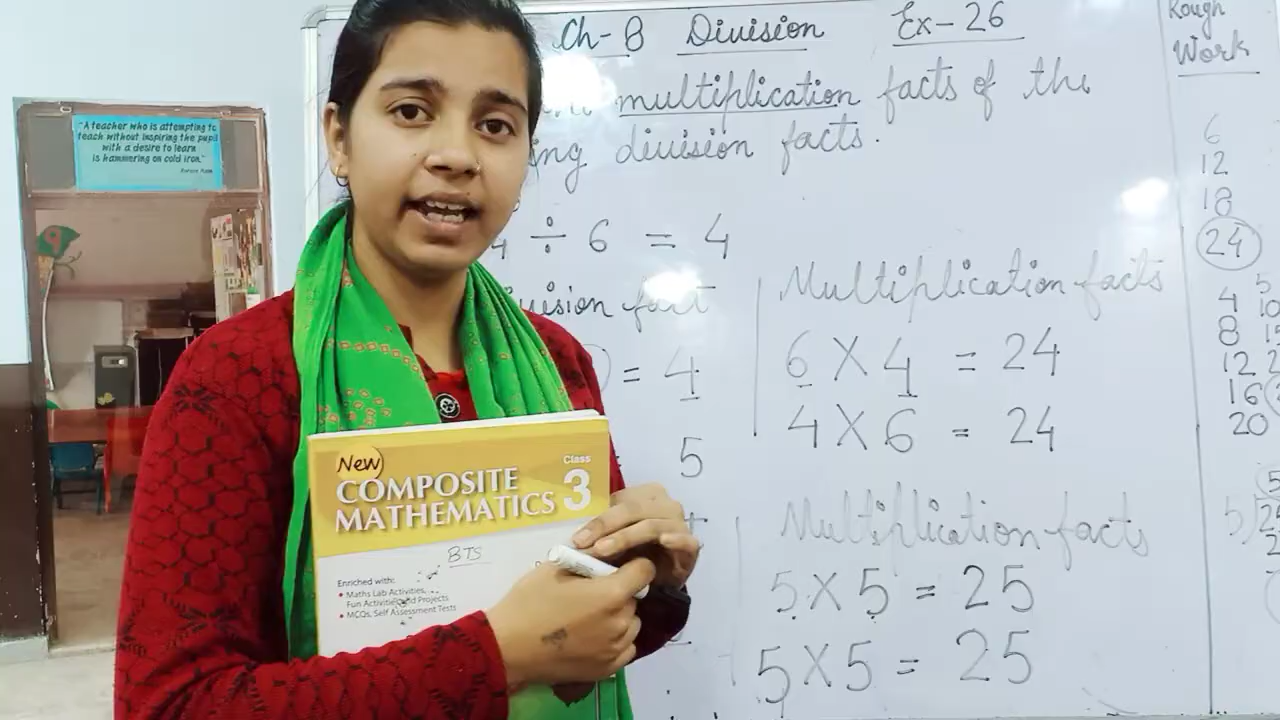 "A teacher who is attempting to
teach without inspiring the pupil
with a desire to learn
is hammering on cold iron."
Ch-8 Division Ex-26
multiplication facts of the
division facts.
÷ 6 = 4
fact
= 4
5
Multiplication facts
6 X 4 = 24
4 X 6 = 24
Multiplication facts
5 X 5 = 25
5 X 5 = 25
Rough
Work
6
12
18
24
4
8
12
16
20
New
COMPOSITE
MATHEMATICS
Class
3
BTS
Enriched with:
• Maths Lab Activities,
Fun Activities and Projects
• MCQs, Self Assessment Tests